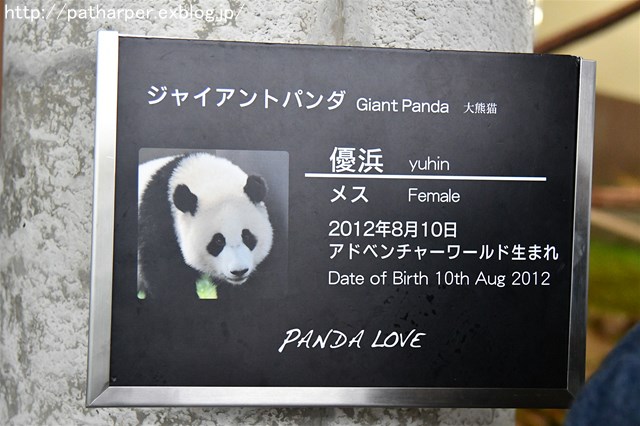 http://patharper.exblog.jp/
ジャイアントパンダ Giant Panda 大熊猫
優浜 yuhin
メス Female
2012年8月10日
アドベンチャーワールド生まれ
Date of Birth 10th Aug 2012
PANDA LOVE